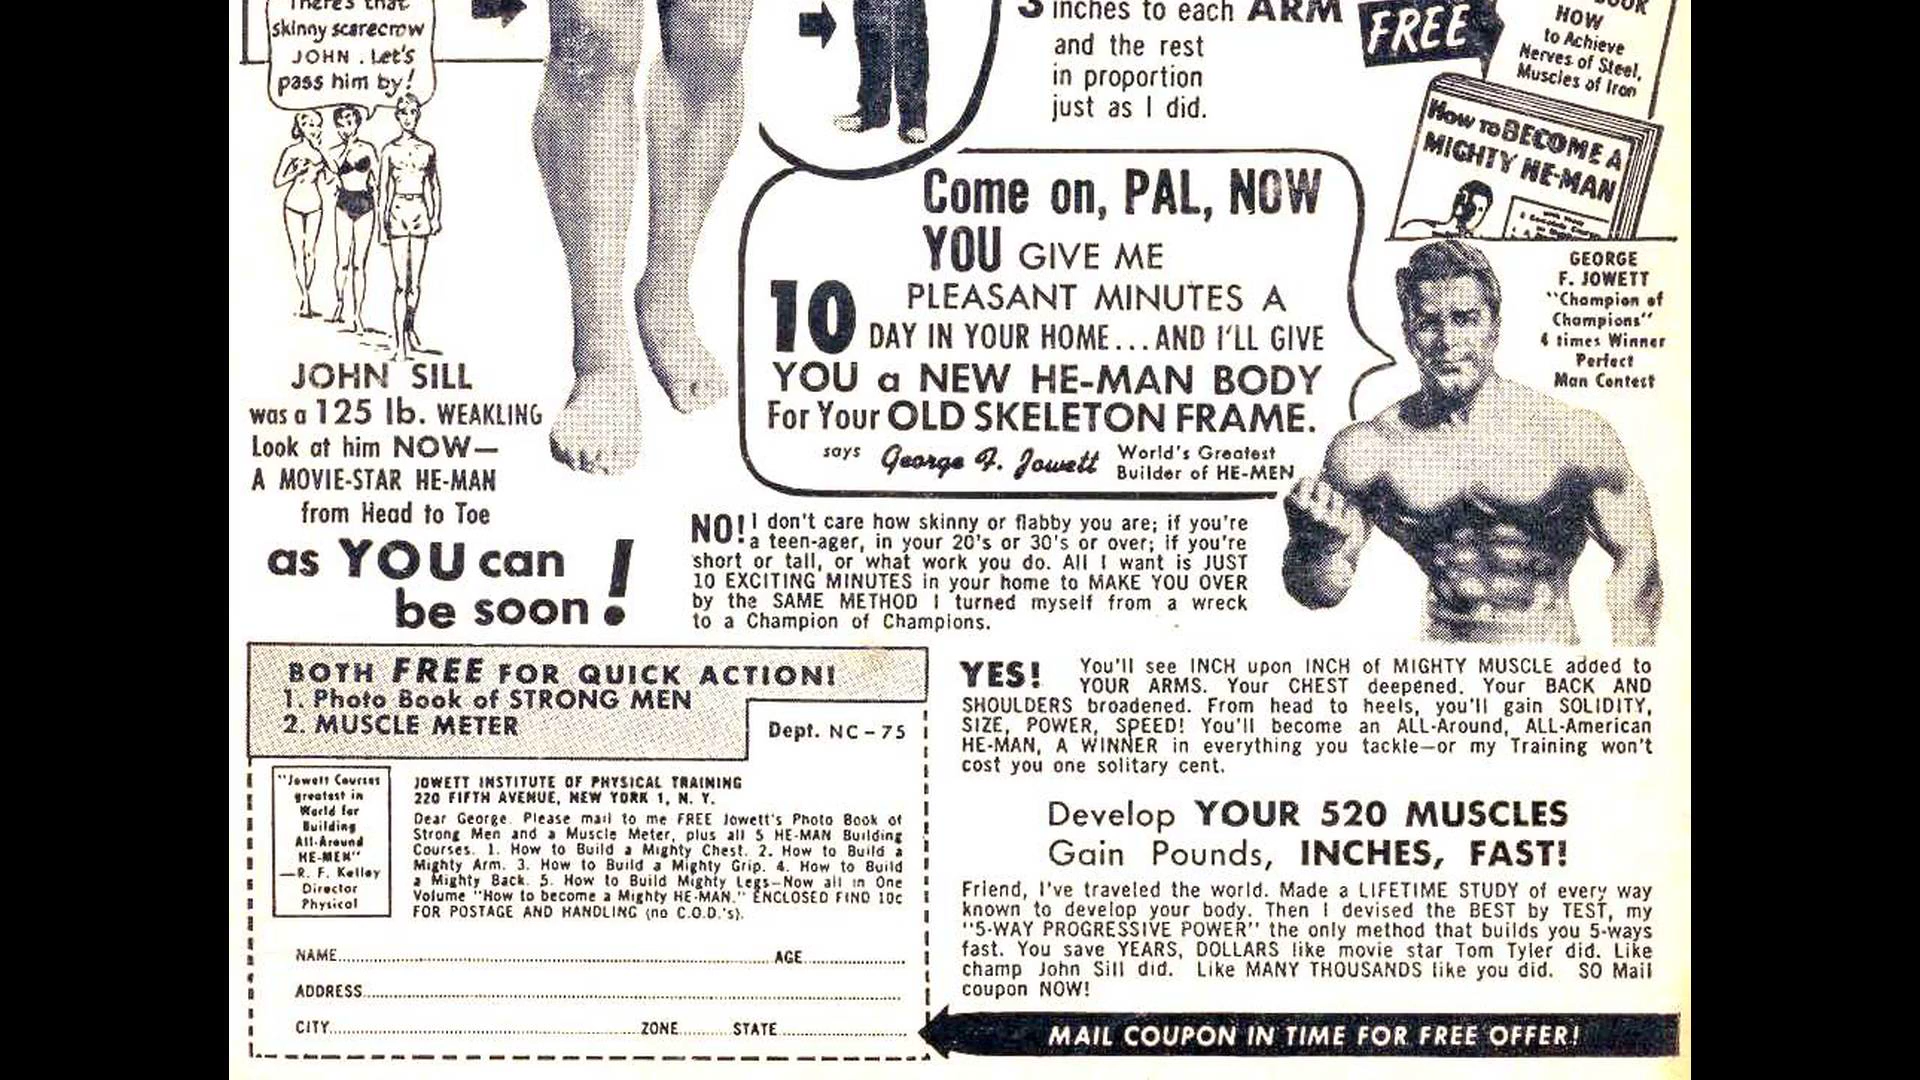 There's that
skinny scarecrow
JOHN . Let's
pass him by!
3 inches to each ARM
and the rest
in proportion
just as I did.
FREE
BOOK
HOW
to Achieve
Nerves of Steel,
Muscles of Iron
HOW TO BECOME A
MIGHTY HE-MAN
Come on, PAL, NOW
YOU GIVE ME
10 PLEASANT MINUTES A
DAY IN YOUR HOME...AND I'LL GIVE
YOU a NEW HE-MAN BODY
For Your OLD SKELETON FRAME.
says George F. Jowett World's Greatest
Builder of HE-MEN
GEORGE
F. JOWETT
"Champion of
Champions"
4 times Winner
Perfect
Man Contest
JOHN SILL
was a 125 lb. WEAKLING
Look at him NOW—
A MOVIE-STAR HE-MAN
from Head to Toe
as YOU can
be soon!
NO! I don't care how skinny or flabby you are; if you're
a teen-ager, in your 20's or 30's or over; if you're
short or tall, or what work you do. All I want is JUST
10 EXCITING MINUTES in your home to MAKE YOU OVER
by the SAME METHOD I turned myself from a wreck
to a Champion of Champions.
BOTH FREE FOR QUICK ACTION!
1. Photo Book of STRONG MEN
2. MUSCLE METER
Dept. NC-75
"Jowett Courses
greatest in
World for
Building
All-Around
HE-MEN"
—R. F. Kelley
Director
Physical
JOWETT INSTITUTE OF PHYSICAL TRAINING
220 FIFTH AVENUE, NEW YORK 1, N. Y.
Dear George. Please mail to me FREE Jowett's Photo Book of
Strong Men and a Muscle Meter, plus all 5 HE-MAN Building
Courses. 1. How to Build a Mighty Chest. 2. How to Build a
Mighty Arm. 3. How to Build a Mighty Grip. 4. How to Build
a Mighty Back. 5. How to Build Mighty Legs—Now all in One
Volume "How to become a Mighty HE-MAN." ENCLOSED FIND 10c
FOR POSTAGE AND HANDLING (no C.O.D.'s).
NAME AGE
ADDRESS
CITY ZONE STATE
YES! You'll see INCH upon INCH of MIGHTY MUSCLE added to
YOUR ARMS. Your CHEST deepened. Your BACK AND
SHOULDERS broadened. From head to heels, you'll gain SOLIDITY,
SIZE, POWER, SPEED! You'll become an ALL-Around, ALL-American
HE-MAN, A WINNER in everything you tackle—or my Training won't
cost you one solitary cent.
Develop YOUR 520 MUSCLES
Gain Pounds, INCHES, FAST!
Friend, I've traveled the world. Made a LIFETIME STUDY of every way
known to develop your body. Then I devised the BEST by TEST, my
"5-WAY PROGRESSIVE POWER" the only method that builds you 5-ways
fast. You save YEARS, DOLLARS like movie star Tom Tyler did. Like
champ John Sill did. Like MANY THOUSANDS like you did. SO Mail
coupon NOW!
MAIL COUPON IN TIME FOR FREE OFFER!